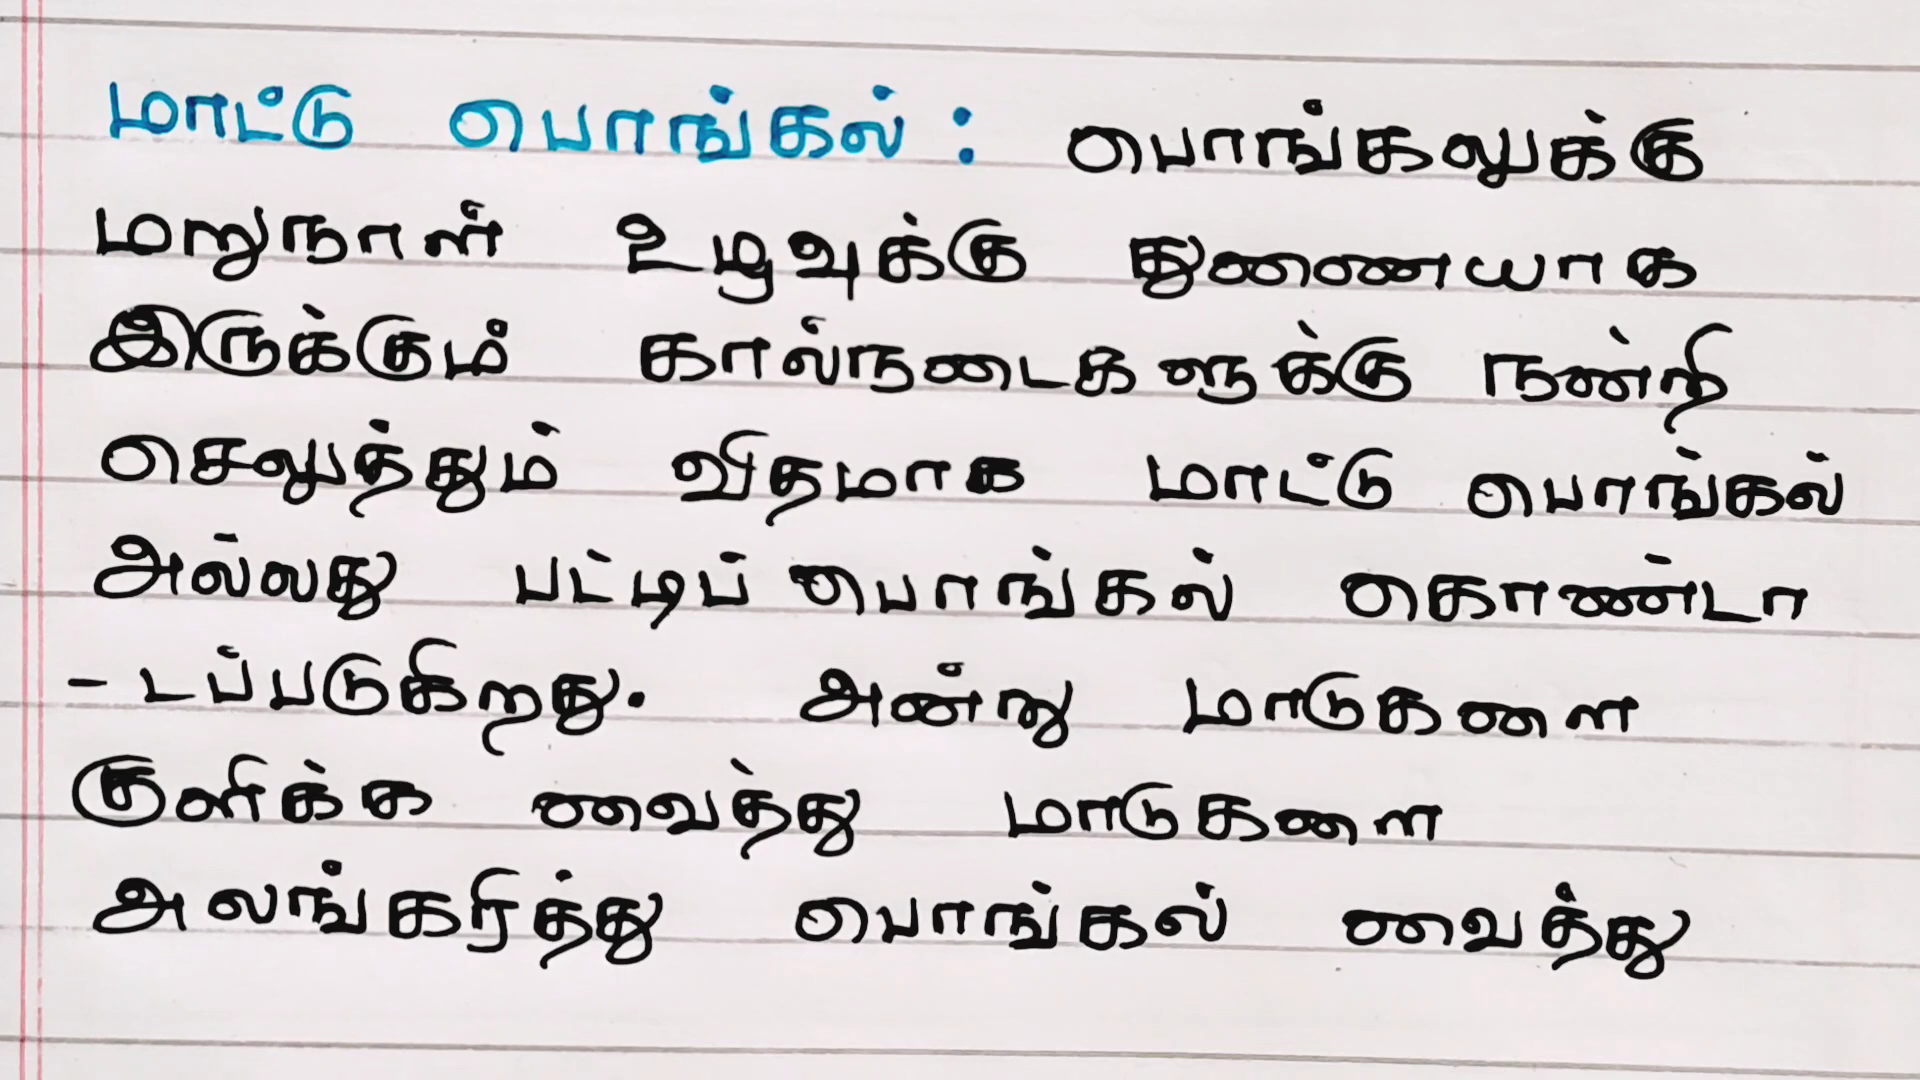 மாட்டு பொங்கல் : பொங்கலுக்கு
மறுநாள் உழவுக்கு துணையாக
இருக்கும் கால்நடைகளுக்கு நன்றி
செலுத்தும் விதமாக மாட்டு பொங்கல்
அல்லது பட்டிப் பொங்கல் கொண்டா
- டப்படுகிறது. அன்று மாடுகளை
குளிக்க வைத்து மாடுகளை
அலங்கரித்து பொங்கல் வைத்து